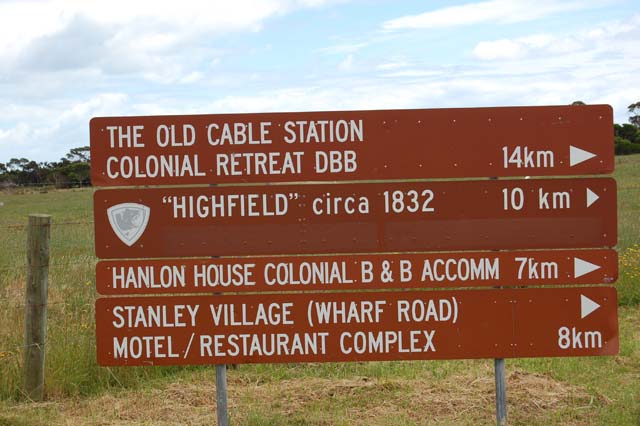 THE OLD CABLE STATION
COLONIAL RETREAT DBB 14km
"HIGHFIELD" circa 1832 10 km
HANLON HOUSE COLONIAL B & B ACCOMM 7km
STANLEY VILLAGE (WHARF ROAD)
MOTEL/RESTAURANT COMPLEX 8km